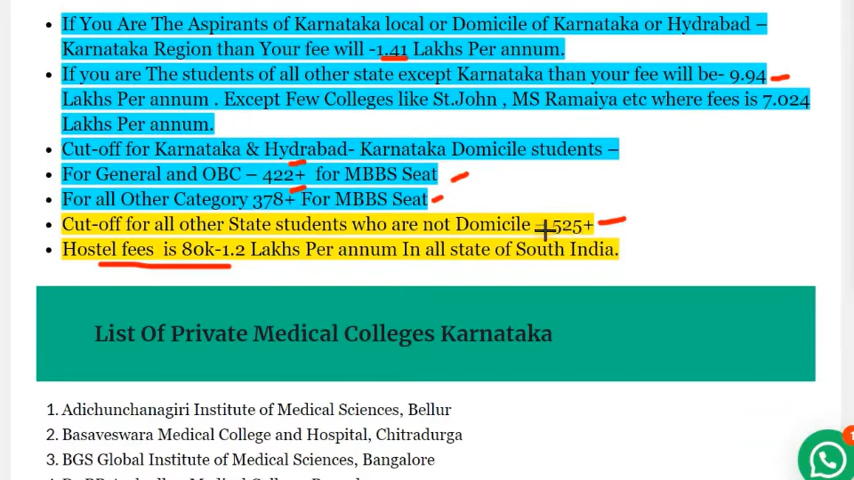 If You Are The Aspirants of Karnataka local or Domicile of Karnataka or Hydrabad –
Karnataka Region than Your fee will -1.41 Lakhs Per annum.
If you are The students of all other state except Karnataka than your fee will be- 9.94
Lakhs Per annum . Except Few Colleges like St.John , MS Ramaiya etc where fees is 7.024
Lakhs Per annum.
Cut-off for Karnataka & Hydrabad- Karnataka Domicile students –
For General and OBC – 422+ for MBBS Seat
For all Other Category 378+ For MBBS Seat
Cut-off for all other State students who are not Domicile – 525+
Hostel fees is 80k-1.2 Lakhs Per annum In all state of South India.
List Of Private Medical Colleges Karnataka
1. Adichunchanagiri Institute of Medical Sciences, Bellur
2. Basaveswara Medical College and Hospital, Chitradurga
3. BGS Global Institute of Medical Sciences, Bangalore